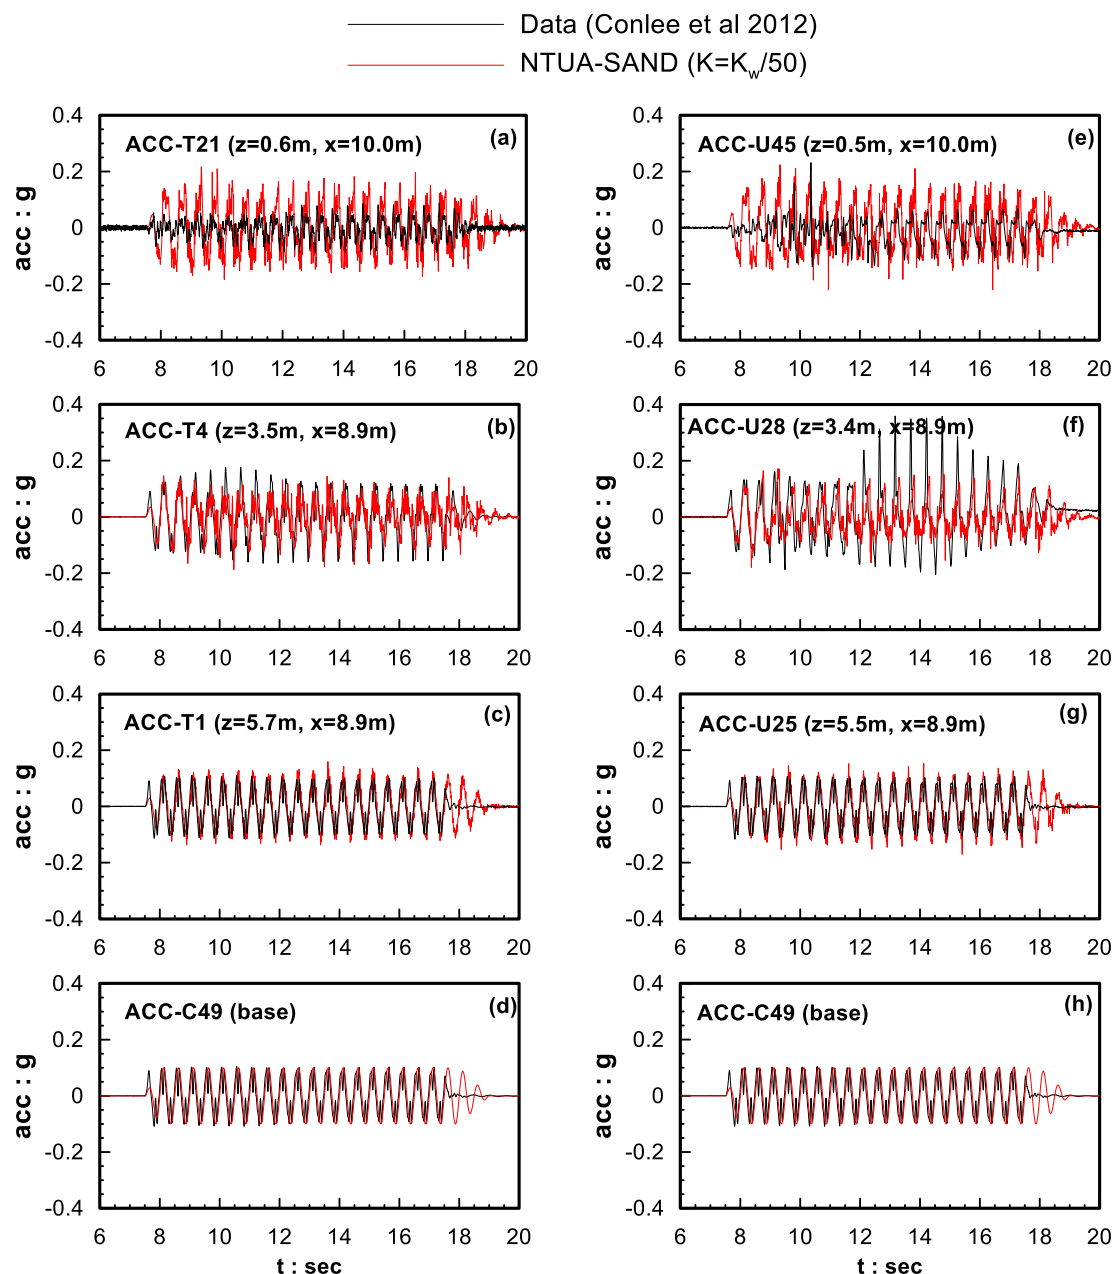 Data (Conlee et al 2012)
NTUA-SAND (K=Kw/50)
0.4
0.2
0
-0.2
-0.4
acc : g
ACC-T21 (z=0.6m, x=10.0m)
(a)
6 8 10 12 14 16 18 20
0.4
0.2
0
-0.2
-0.4
acc : g
ACC-U45 (z=0.5m, x=10.0m)
(e)
6 8 10 12 14 16 18 20
0.4
0.2
0
-0.2
-0.4
acc : g
ACC-T4 (z=3.5m, x=8.9m)
(b)
6 8 10 12 14 16 18 20
0.4
0.2
0
-0.2
-0.4
acc : g
ACC-U28 (z=3.4m, x=8.9m)
(f)
6 8 10 12 14 16 18 20
0.4
0.2
0
-0.2
-0.4
acc : g
ACC-T1 (z=5.7m, x=8.9m)
(c)
6 8 10 12 14 16 18 20
0.4
0.2
0
-0.2
-0.4
acc : g
ACC-U25 (z=5.5m, x=8.9m)
(g)
6 8 10 12 14 16 18 20
0.4
0.2
0
-0.2
-0.4
acc : g
ACC-C49 (base)
(d)
6 8 10 12 14 16 18 20
t : sec
0.4
0.2
0
-0.2
-0.4
acc : g
ACC-C49 (base)
(h)
6 8 10 12 14 16 18 20
t : sec